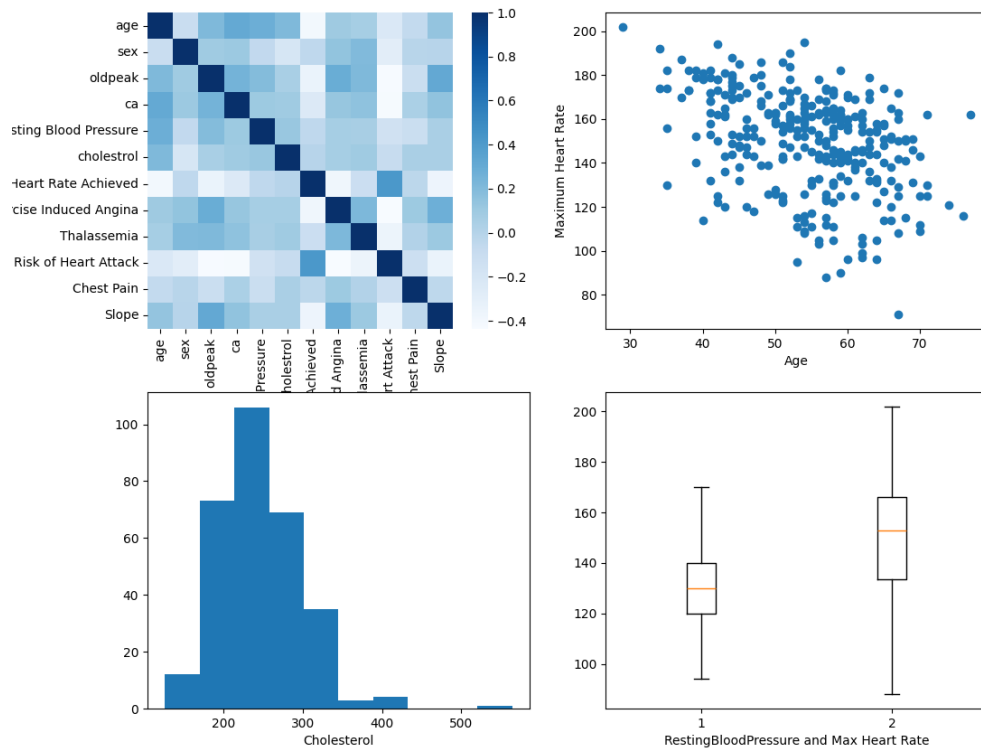 age
sex
oldpeak
ca
sting Blood Pressure
cholestrol
Heart Rate Achieved
rcise Induced Angina
Thalassemia
Risk of Heart Attack
Chest Pain
Slope
1.0
0.8
0.6
0.4
0.2
0.0
−0.2
−0.4
age
sex
oldpeak
ca
Pressure
holestrol
Achieved
d Angina
lassemia
rt Attack
hest Pain
Slope
200
180
160
140
120
100
80
Maximum Heart Rate
30 40 50 60 70
Age
100
80
60
40
20
0
200 300 400 500
Cholesterol
200
180
160
140
120
100
1 2
RestingBloodPressure and Max Heart Rate